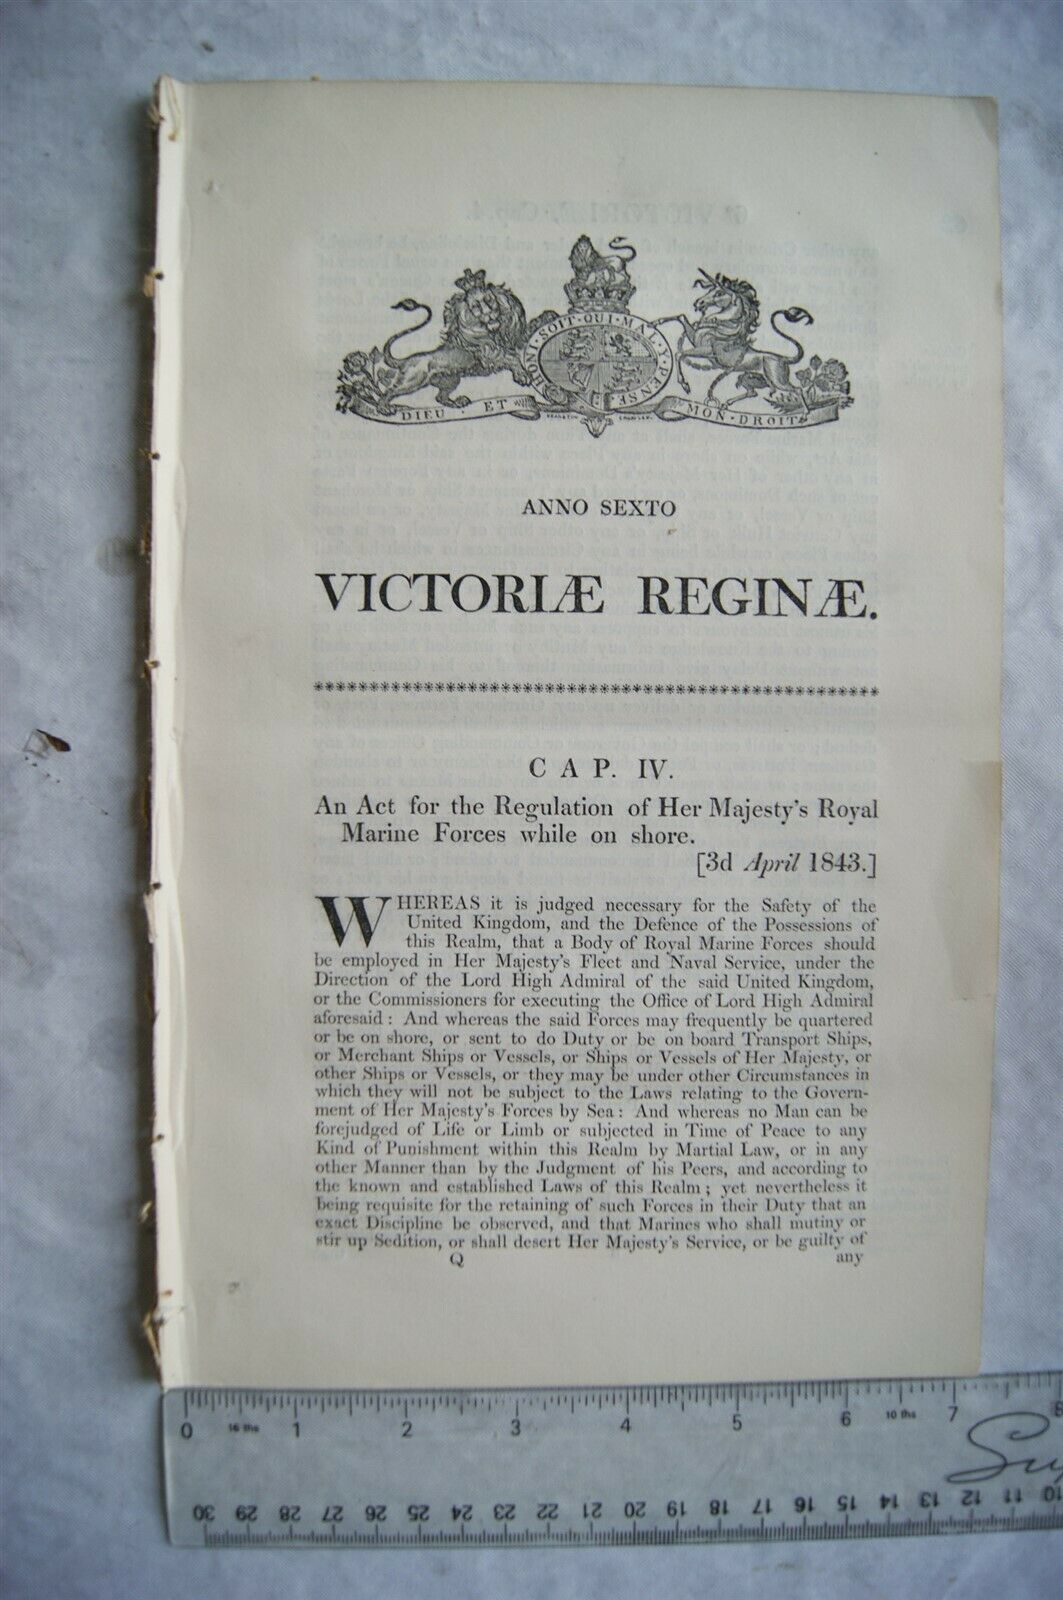 HONI · SOIT · QUI · MAL · Y · PENSE
DIEU · ET · MON · DROIT
ANNO SEXTO
VICTORIÆ REGINÆ.
CAP. IV.
An Act for the Regulation of Her Majesty's Royal
Marine Forces while on shore.
[3d April 1843.]
WHEREAS it is judged necessary for the Safety of the
United Kingdom, and the Defence of the Possessions of
this Realm, that a Body of Royal Marine Forces should
be employed in Her Majesty's Fleet and Naval Service, under the
Direction of the Lord High Admiral of the said United Kingdom,
or the Commissioners for executing the Office of Lord High Admiral
aforesaid : And whereas the said Forces may frequently be quartered
or be on shore, or sent to do Duty or be on board Transport Ships,
or Merchant Ships or Vessels, or Ships or Vessels of Her Majesty, or
other Ships or Vessels, or they may be under other Circumstances in
which they will not be subject to the Laws relating to the Govern-
ment of Her Majesty's Forces by Sea : And whereas no Man can be
forejudged of Life or Limb or subjected in Time of Peace to any
Kind of Punishment within this Realm by Martial Law, or in any
other Manner than by the Judgment of his Peers, and according to
the known and established Laws of this Realm ; yet nevertheless it
being requisite for the retaining of such Forces in their Duty that an
exact Discipline be observed, and that Marines who shall mutiny or
stir up Sedition, or shall desert Her Majesty's Service, or be guilty of
Q any
0 16 ths 1 2 3 4 5 6 10 ths 7 8
30 29 28 27 26 25 24 23 22 21 20 19 18 17 16 15 14 13 12 11 10